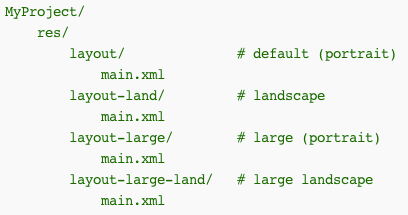 MyProject/
    res/
        layout/              # default (portrait)
            main.xml
        layout-land/         # landscape
            main.xml
        layout-large/        # large (portrait)
            main.xml
        layout-large-land/   # large landscape
            main.xml